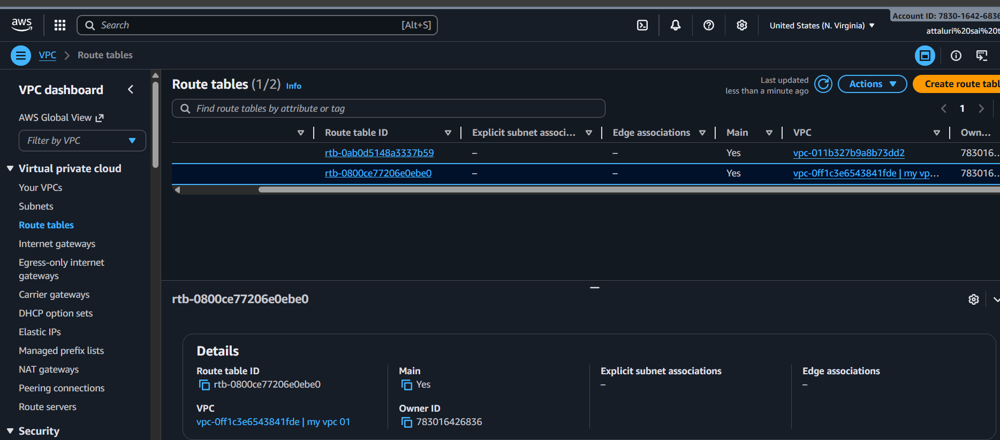 aws
Search [Alt+S]
United States (N. Virginia)
Account ID: 7830-1642-6836
attaluri%20sai%20t
VPC
Route tables
VPC dashboard
AWS Global View
Filter by VPC
Virtual private cloud
Your VPCs
Subnets
Route tables
Internet gateways
Egress-only internet
gateways
Carrier gateways
DHCP option sets
Elastic IPs
Managed prefix lists
NAT gateways
Peering connections
Route servers
Security
Route tables (1/2) Info
Last updated
less than a minute ago
Actions
Create route tabl
Find route tables by attribute or tag
1
Route table ID Explicit subnet associ... Edge associations Main VPC Own...
rtb-0ab0d5148a3337b59 – – Yes vpc-011b327b9a8b73dd2 783016...
rtb-0800ce77206e0ebe0 – – Yes vpc-0ff1c3e6543841fde | my vp... 783016...
rtb-0800ce77206e0ebe0
Details
Route table ID
rtb-0800ce77206e0ebe0
Main
Yes
Explicit subnet associations
–
Edge associations
–
VPC
vpc-0ff1c3e6543841fde | my vpc 01
Owner ID
783016426836